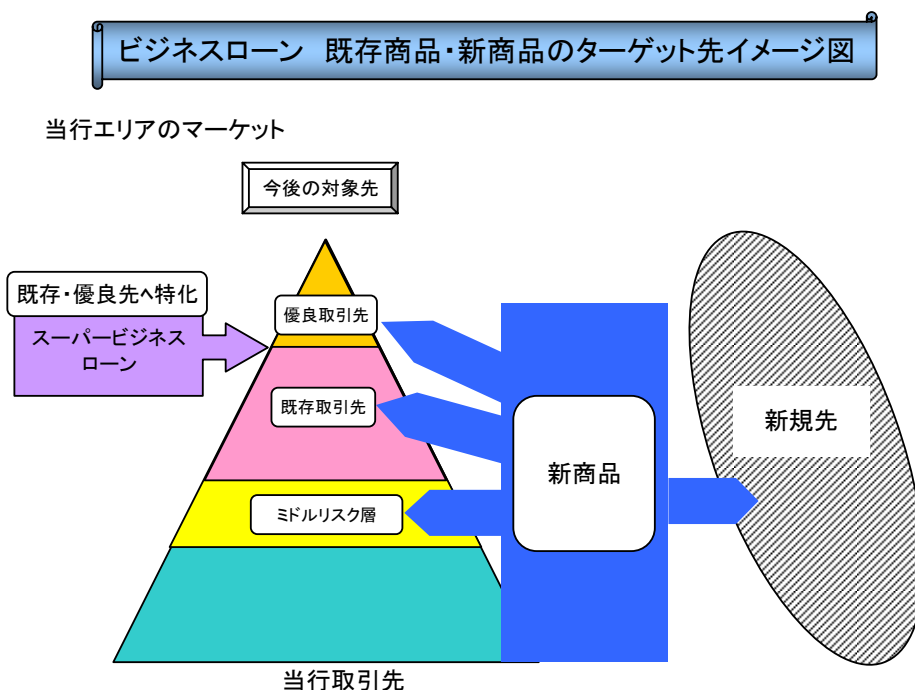 ビジネスローン　既存商品・新商品のターゲット先イメージ図
当行エリアのマーケット
今後の対象先
既存・優良先へ特化
スーパービジネス
ローン
優良取引先
既存取引先
ミドルリスク層
新商品
新規先
当行取引先